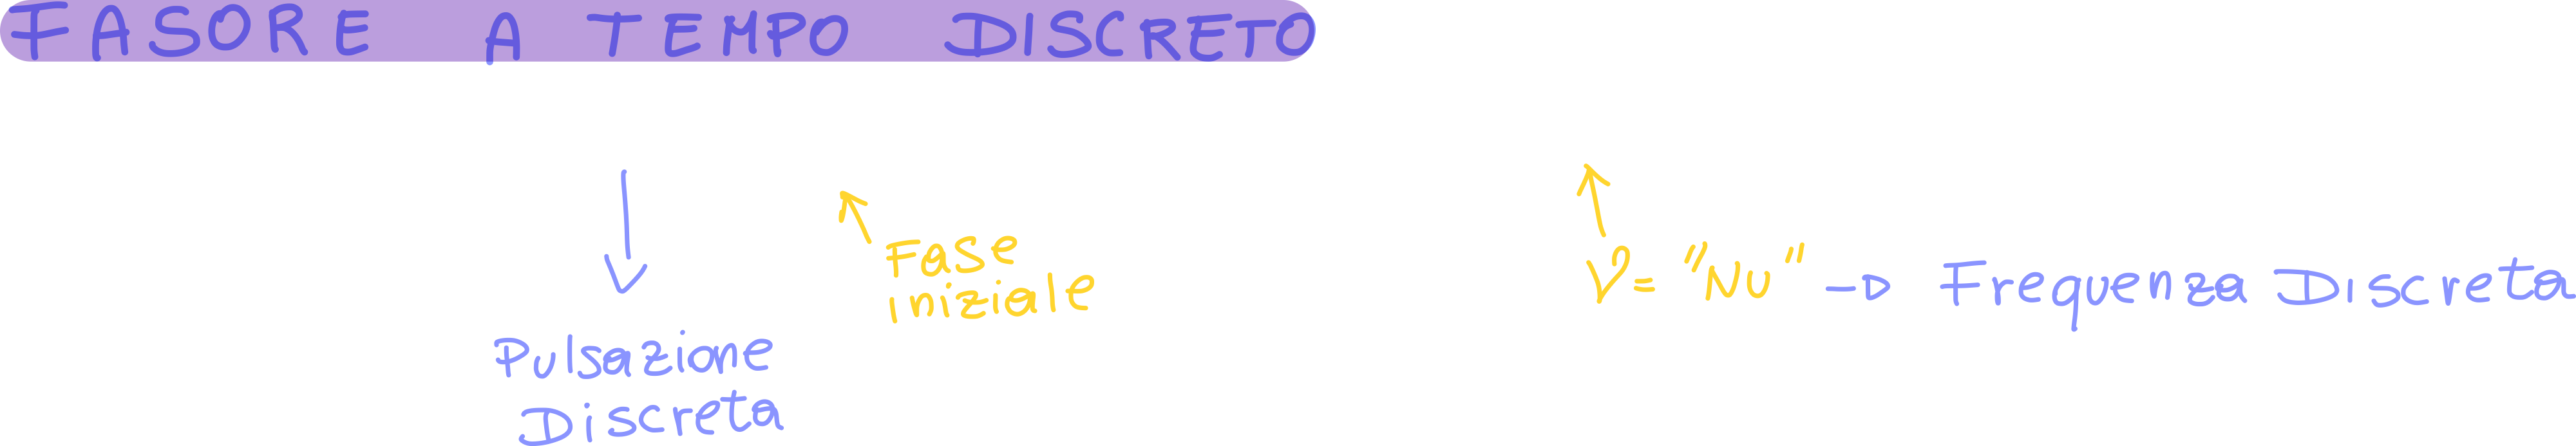 FASORE A TEMPO DISCRETO
Fase
iniziale
ν = "Nu" → Frequenza Discreta
Pulsazione
Discreta